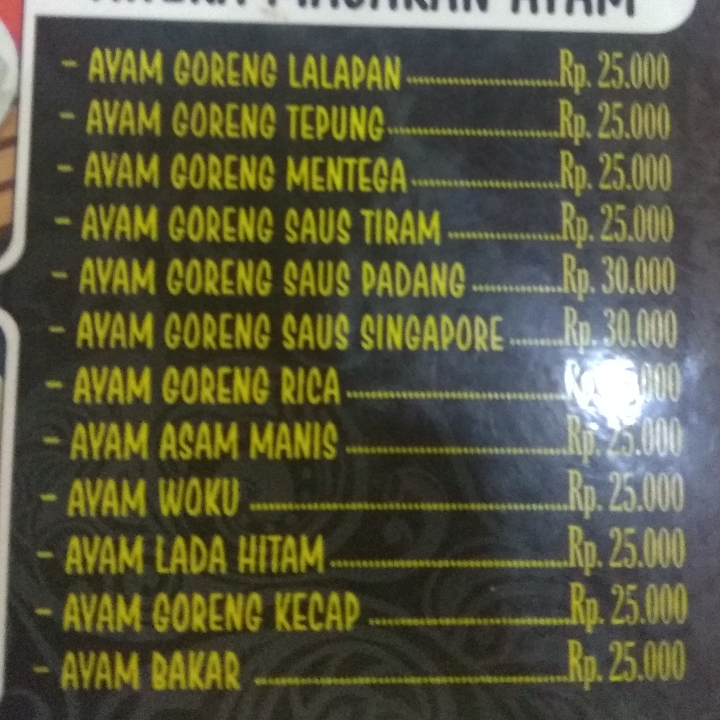 MASAKAN AYAM
- AYAM GORENG LALAPAN Rp. 25.000
- AYAM GORENG TEPUNG Rp. 25.000
- AYAM GORENG MENTEGA Rp. 25.000
- AYAM GORENG SAUS TIRAM Rp. 25.000
- AYAM GORENG SAUS PADANG Rp. 30.000
- AYAM GORENG SAUS SINGAPORE Rp. 30.000
- AYAM GORENG RICA
- AYAM ASAM MANIS Rp. 25.000
- AYAM WOKU Rp. 25.000
- AYAM LADA HITAM Rp. 25.000
- AYAM GORENG KECAP Rp. 25.000
- AYAM BAKAR Rp. 25.000